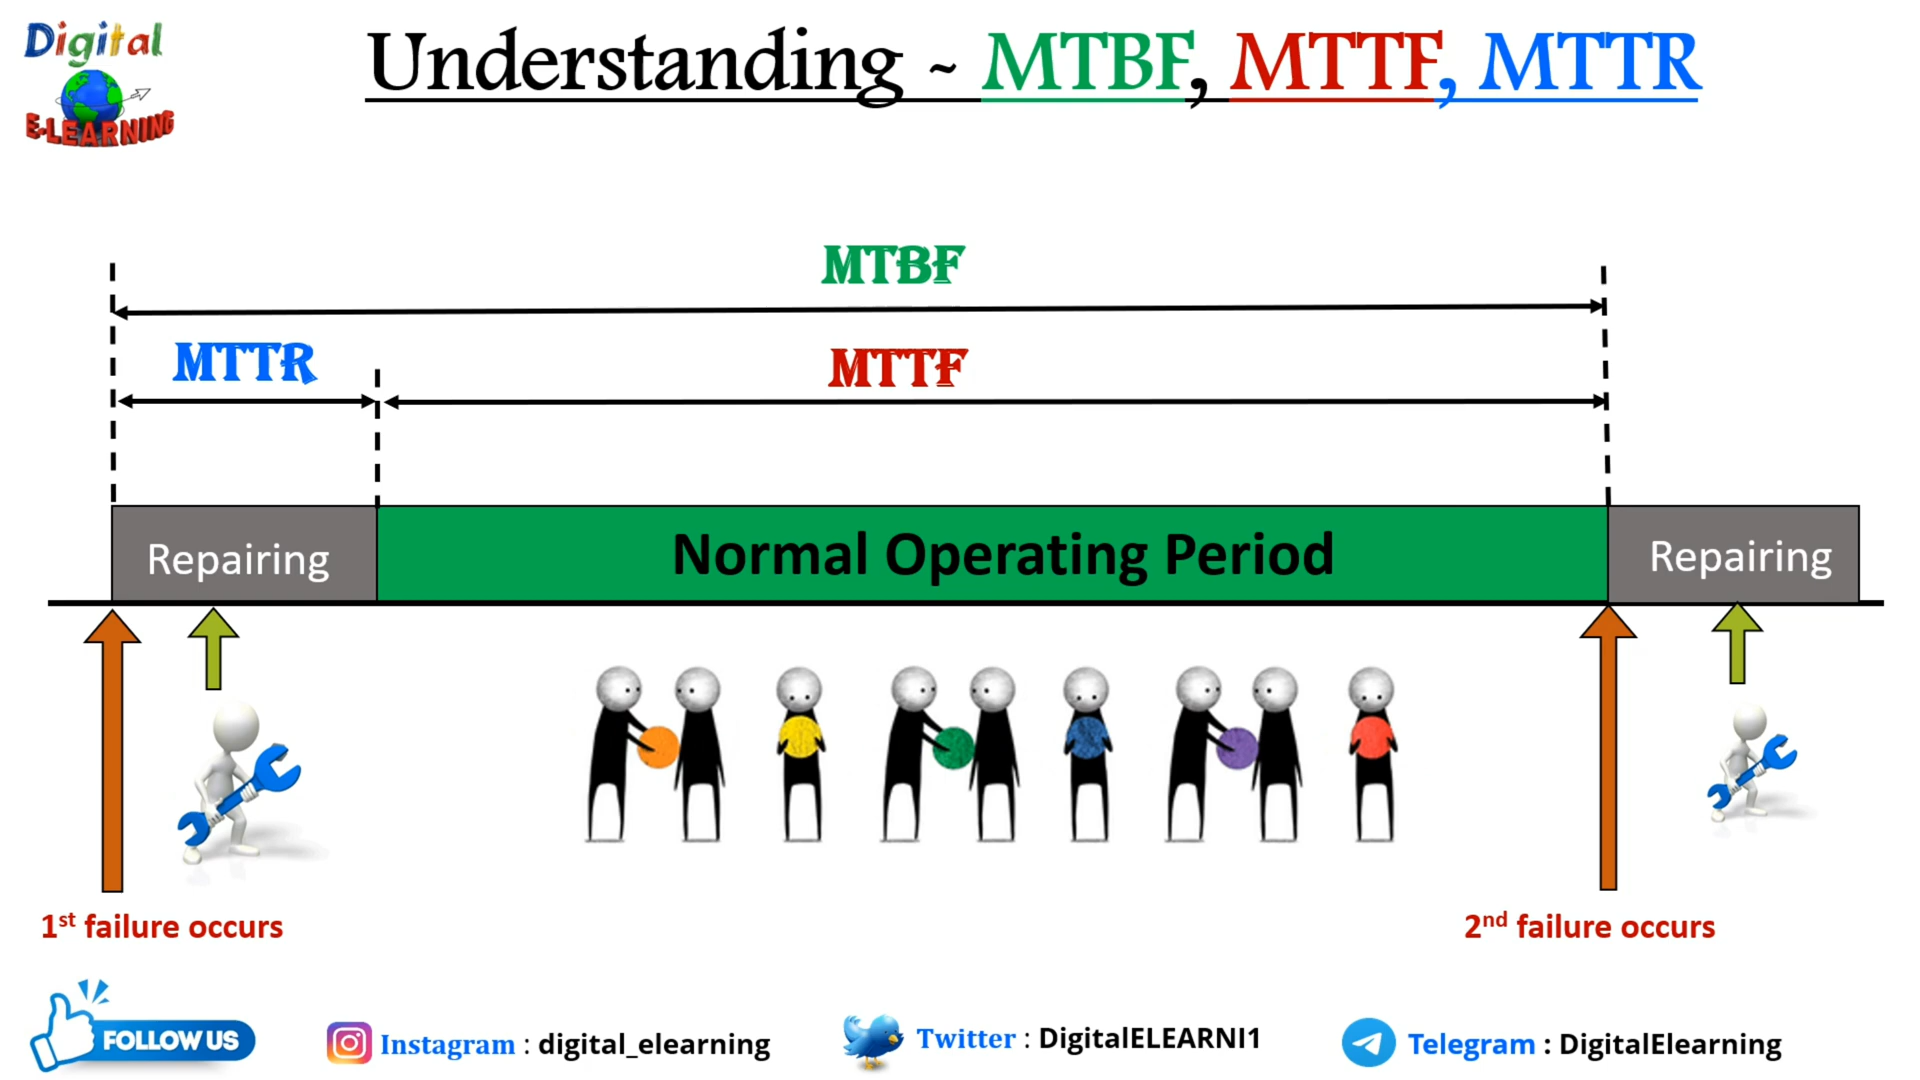 Digital
E-LEARNING
Understanding - MTBF, MTTF, MTTR
MTBF
MTTR
MTTF
Repairing
Normal Operating Period
Repairing
1st failure occurs
2nd failure occurs
FOLLOW US
Instagram : digital_elearning
Twitter : DigitalELEARNI1
Telegram : DigitalElearning